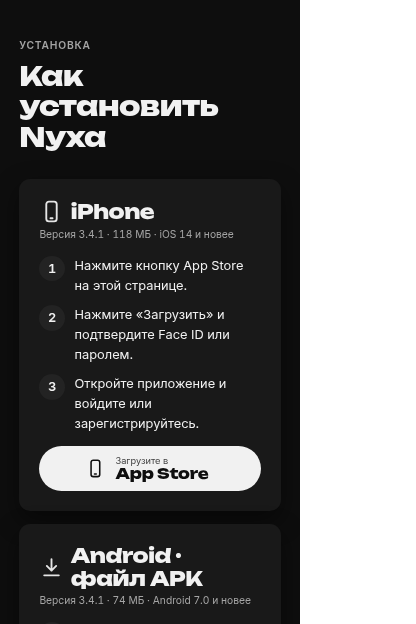 УСТАНОВКА
Как
установить
Nyxa
iPhone
Версия 3.4.1 · 118 МБ · iOS 14 и новее
1 Нажмите кнопку App Store
на этой странице.
2 Нажмите «Загрузить» и
подтвердите Face ID или
паролем.
3 Откройте приложение и
войдите или
зарегистрируйтесь.
Загрузите в
App Store
Android ·
файл APK
Версия 3.4.1 · 74 МБ · Android 7.0 и новее